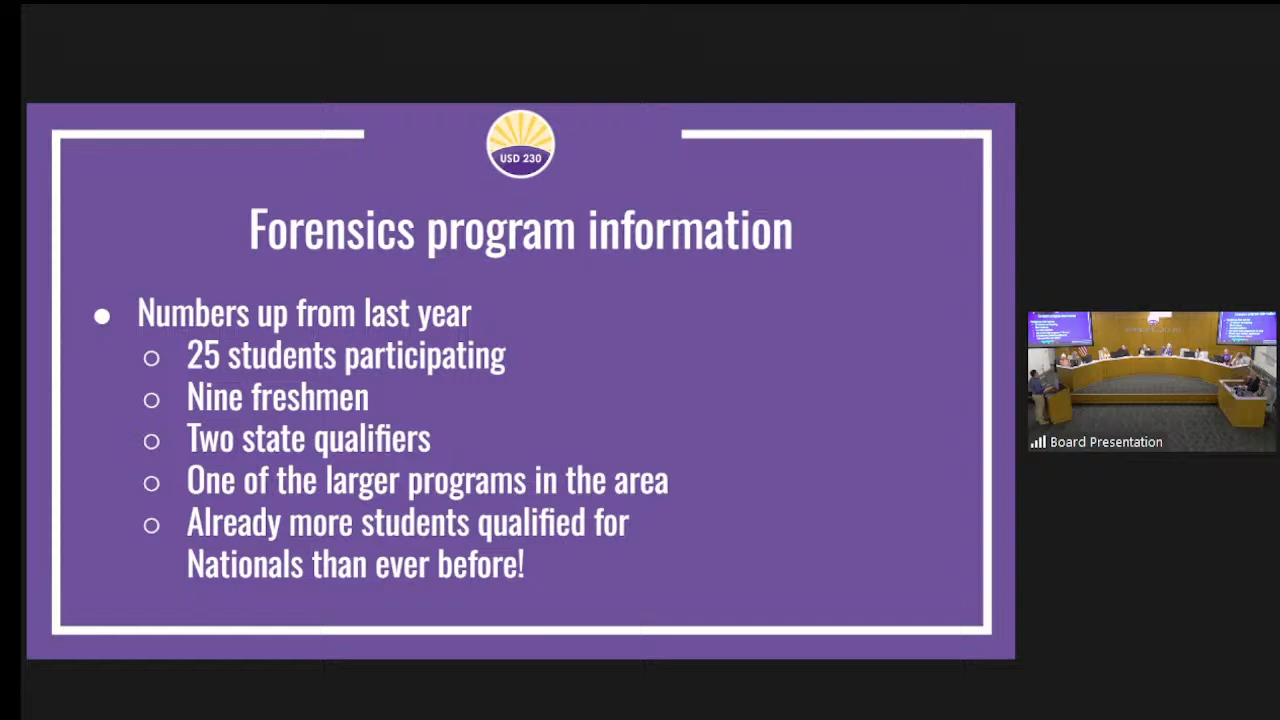 USD 230
Forensics program information
● Numbers up from last year
○ 25 students participating
○ Nine freshmen
○ Two state qualifiers
○ One of the larger programs in the area
○ Already more students qualified for
Nationals than ever before!
Board Presentation